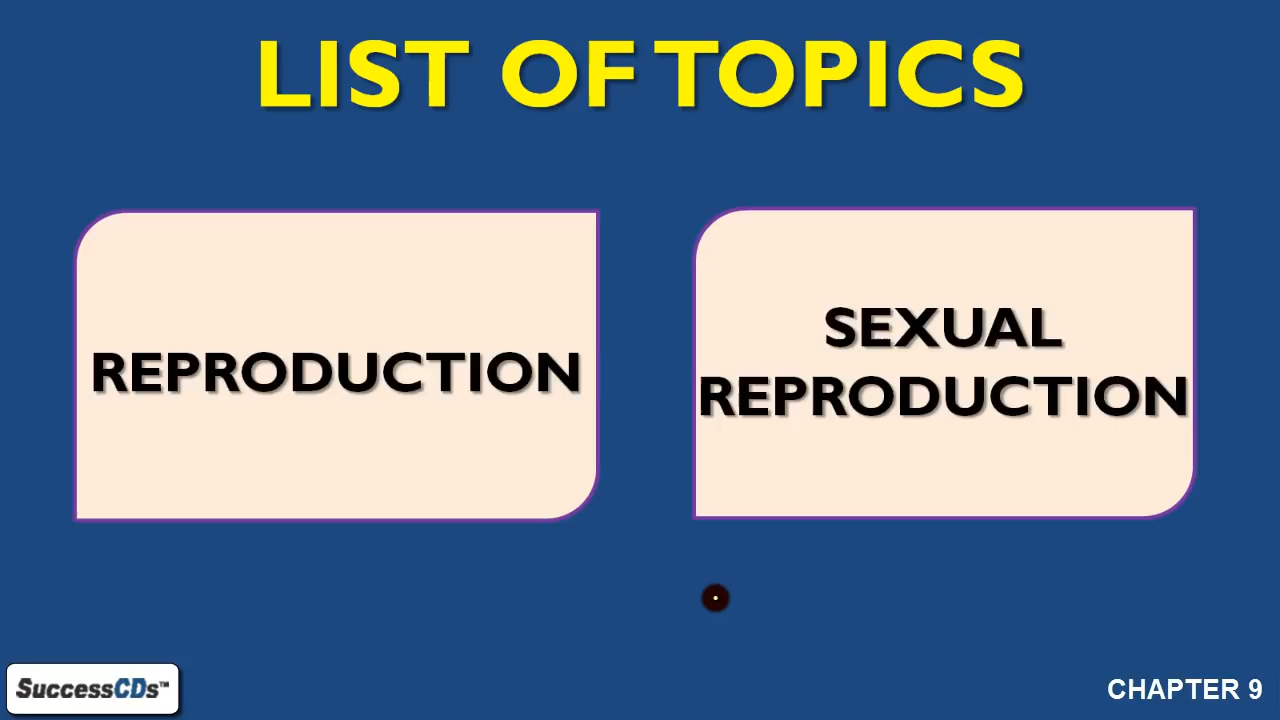 LIST OF TOPICS
REPRODUCTION
SEXUAL
REPRODUCTION
SuccessCDs™
CHAPTER 9